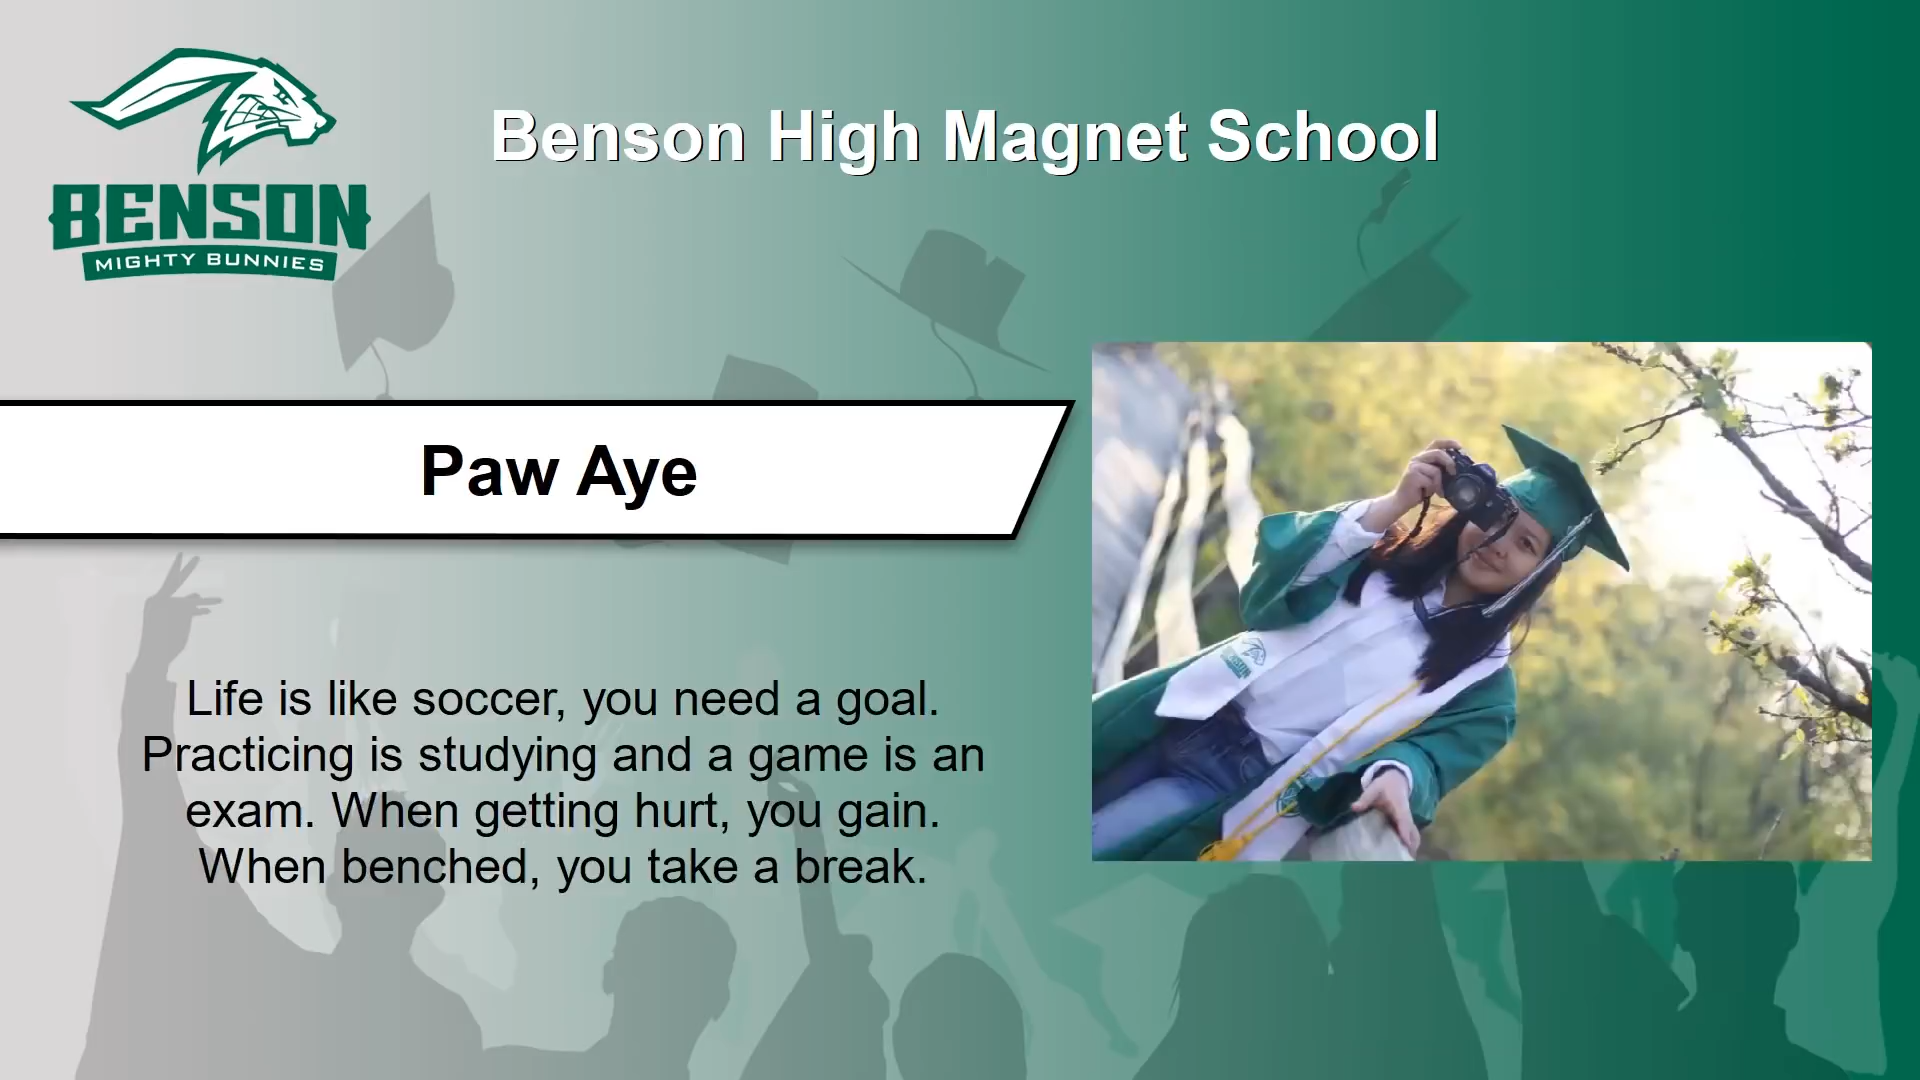 Benson High Magnet School
BENSON
MIGHTY BUNNIES
Paw Aye
Life is like soccer, you need a goal.
Practicing is studying and a game is an
exam. When getting hurt, you gain.
When benched, you take a break.
BENSON